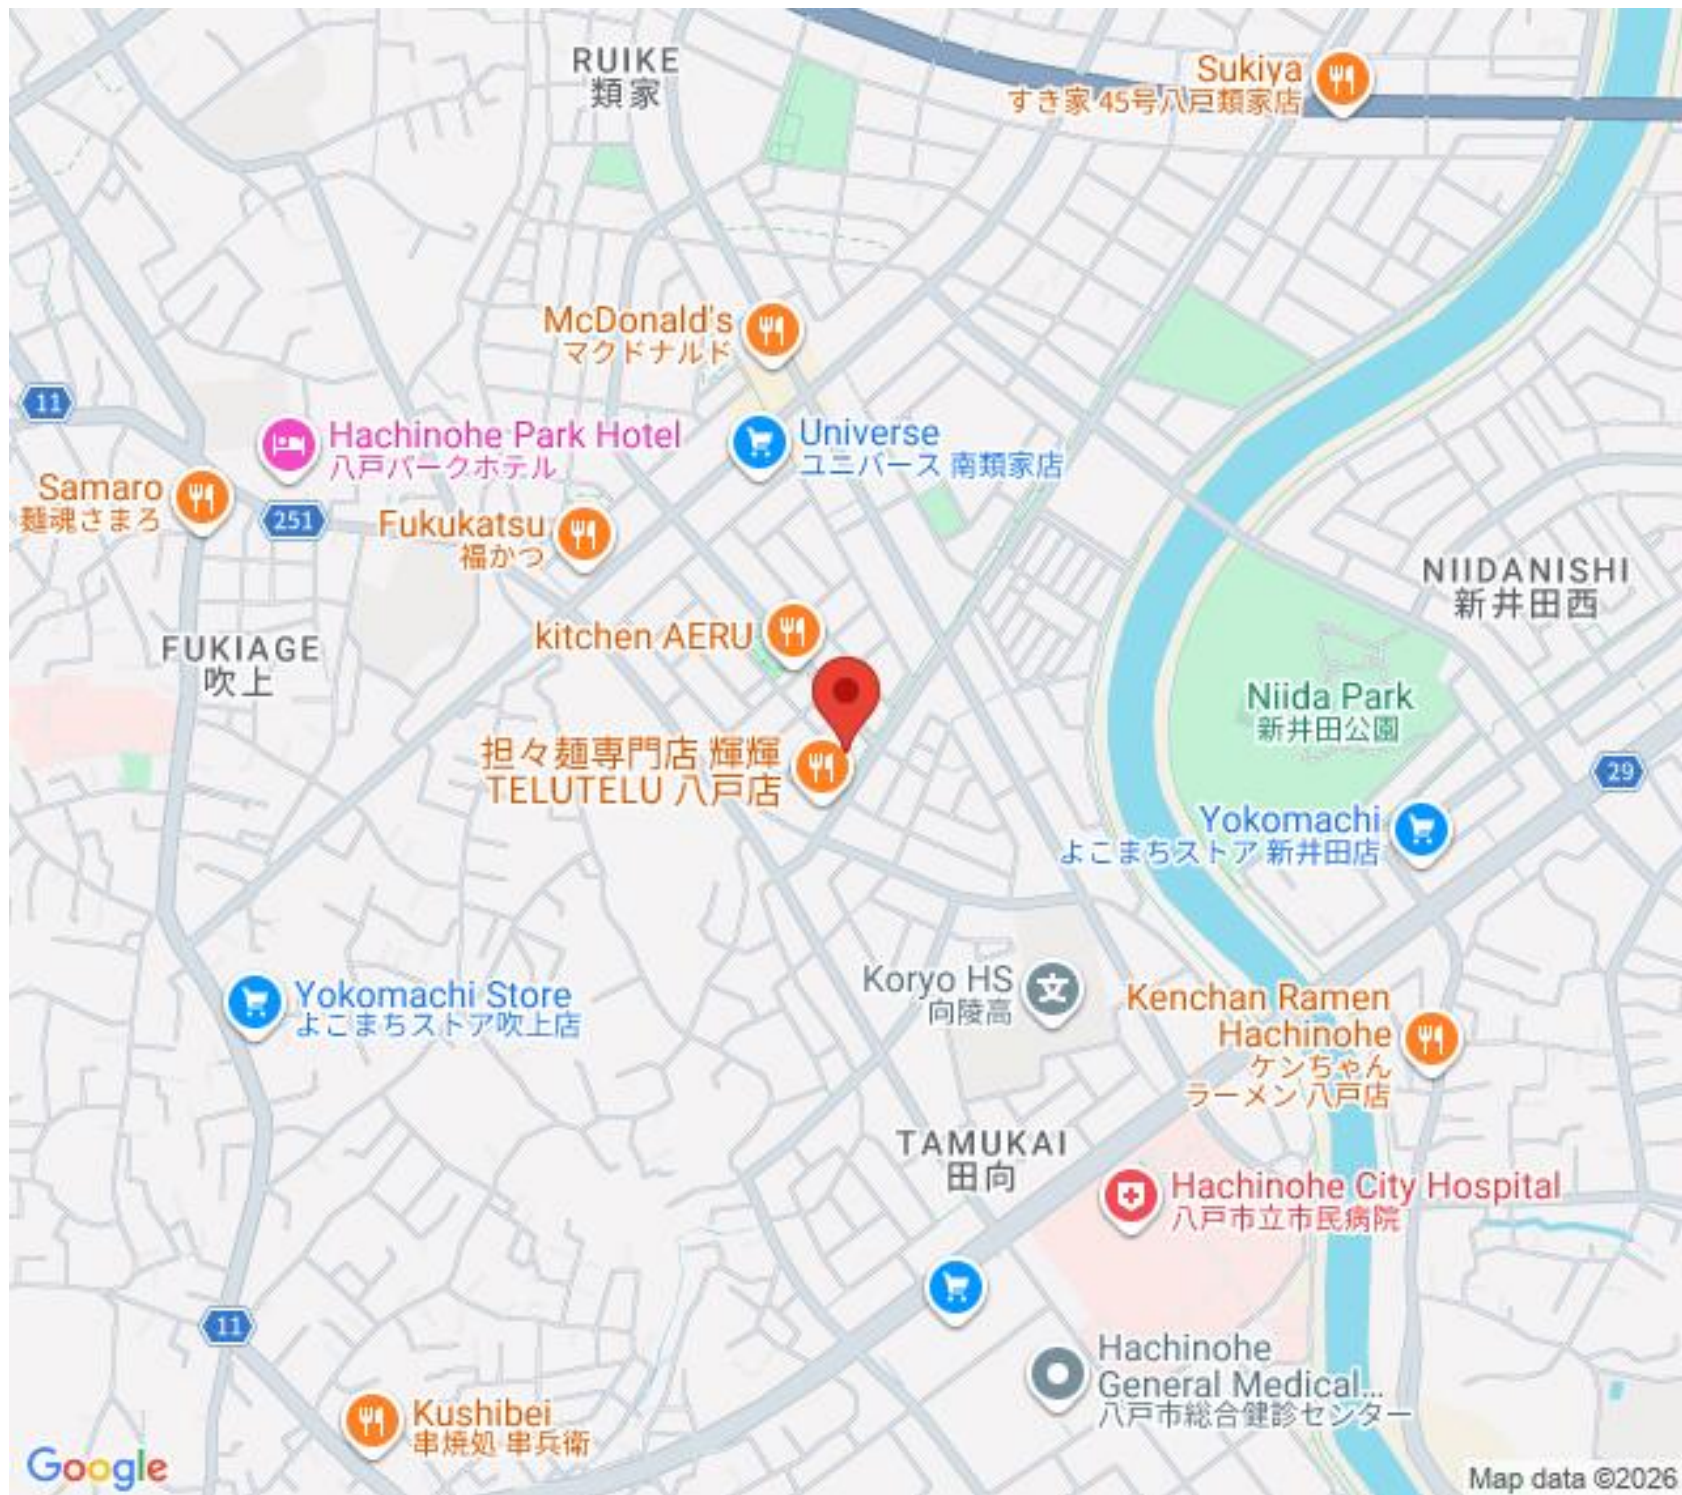 RUIKE
類家
Sukiya
すき家 45号八戸類家店
McDonald's
マクドナルド
11
Hachinohe Park Hotel
八戸パークホテル
Universe
ユニバース 南類家店
Samaro
麺魂さまろ
251
Fukukatsu
福かつ
NIIDANISHI
新井田西
kitchen AERU
FUKIAGE
吹上
Niida Park
新井田公園
担々麺専門店 輝輝
TELUTELU 八戸店
29
Yokomachi
よこまちストア 新井田店
Koryo HS
向陵高
Yokomachi Store
よこまちストア吹上店
Kenchan Ramen
Hachinohe
ケンちゃん
ラーメン 八戸店
TAMUKAI
田向
Hachinohe City Hospital
八戸市立市民病院
11
Hachinohe
General Medical...
八戸市総合健診センター
Kushibei
串焼処 串兵衛
Google
Map data ©2026